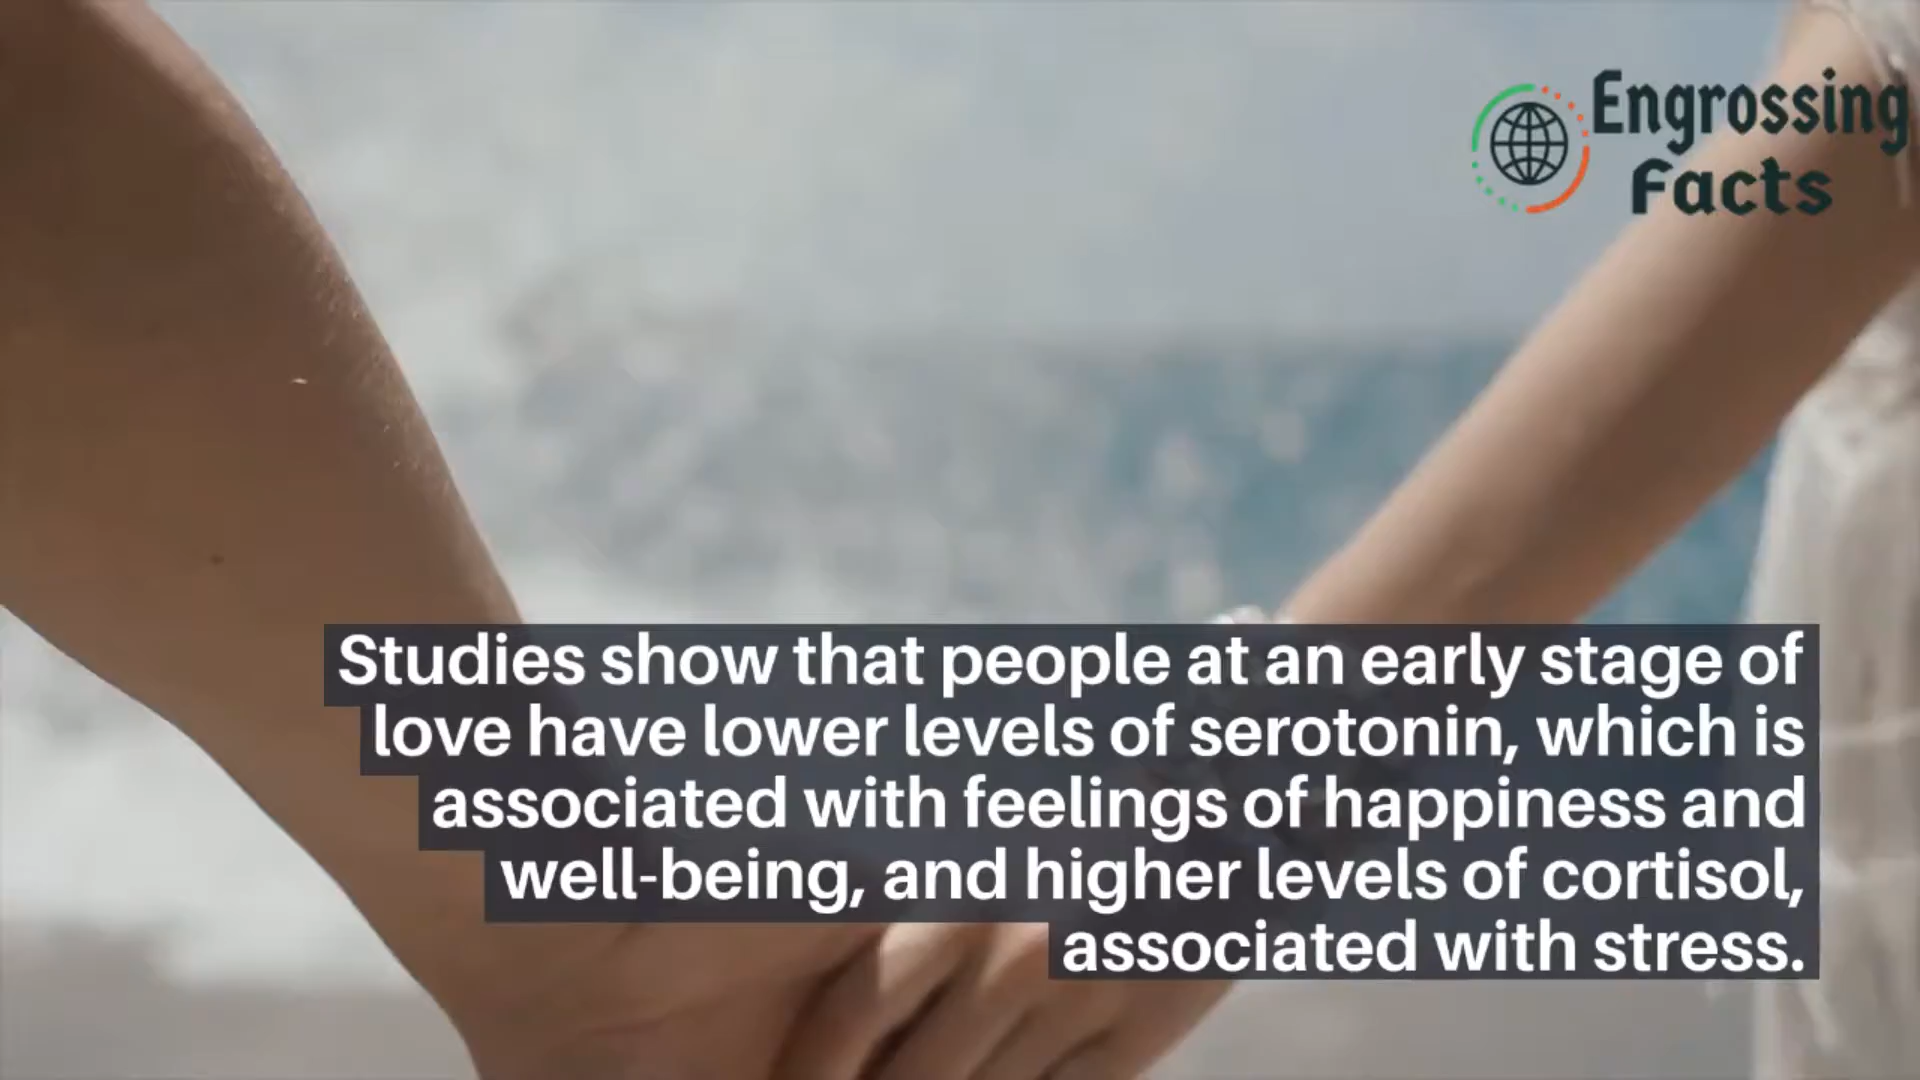 Engrossing
Facts
Studies show that people at an early stage of
love have lower levels of serotonin, which is
associated with feelings of happiness and
well-being, and higher levels of cortisol,
associated with stress.